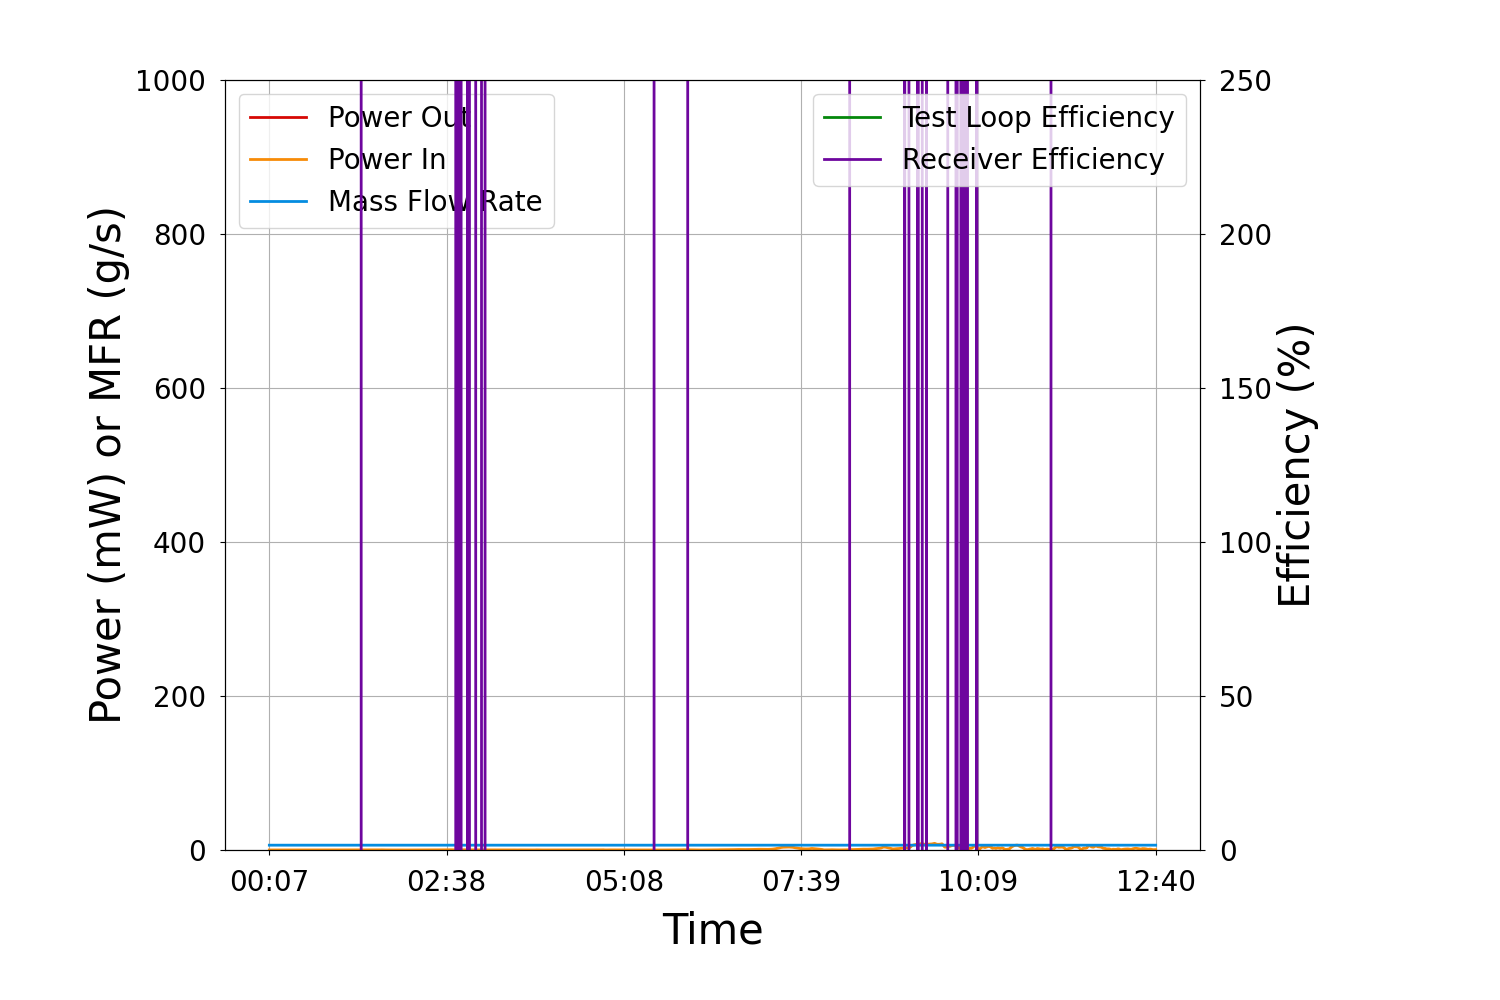 1000
800
600
400
200
0
Power (mW) or MFR (g/s)
Power Out
Power In
Mass Flow Rate
Test Loop Efficiency
Receiver Efficiency
250
200
150
100
50
0
Efficiency (%)
00:07 02:38 05:08 07:39 10:09 12:40
Time